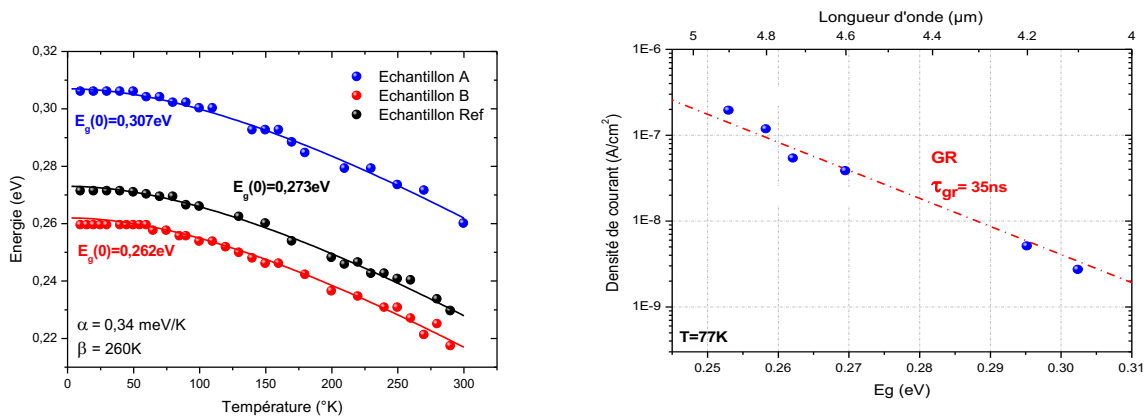 0,32
0,30
0,28
0,26
0,24
0,22
Energie (eV)
Echantillon A
Echantillon B
Echantillon Ref
E_g(0)=0,307eV
E_g(0)=0,273eV
E_g(0)=0,262eV
α = 0,34 meV/K
β = 260K
0 50 100 150 200 250 300
Température (°K)
Longueur d'onde (µm)
5 4.8 4.6 4.4 4.2 4
1E-6
1E-7
1E-8
1E-9
Densité de courant (A/cm²)
GR
τ_gr= 35ns
T=77K
0.25 0.26 0.27 0.28 0.29 0.30 0.31
Eg (eV)